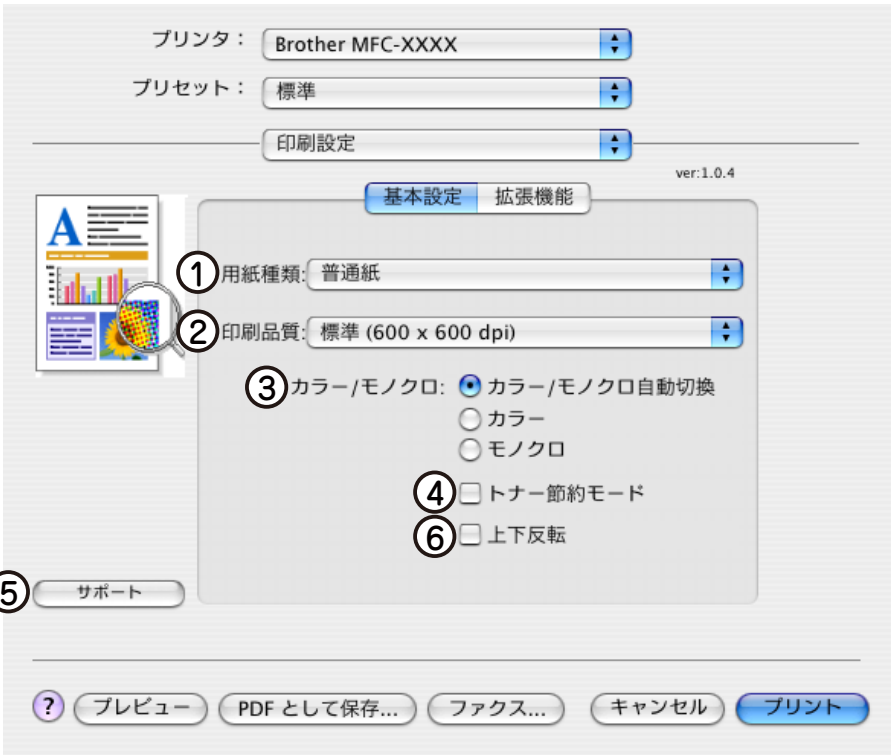 プリンタ： Brother MFC-XXXX
プリセット： 標準
印刷設定
ver:1.0.4
基本設定 拡張機能
A
①用紙種類: 普通紙
②印刷品質: 標準 (600 x 600 dpi)
③カラー/モノクロ: カラー/モノクロ自動切換
カラー
モノクロ
④トナー節約モード
⑥上下反転
⑤ サポート
? プレビュー PDF として保存... ファクス... キャンセル プリント